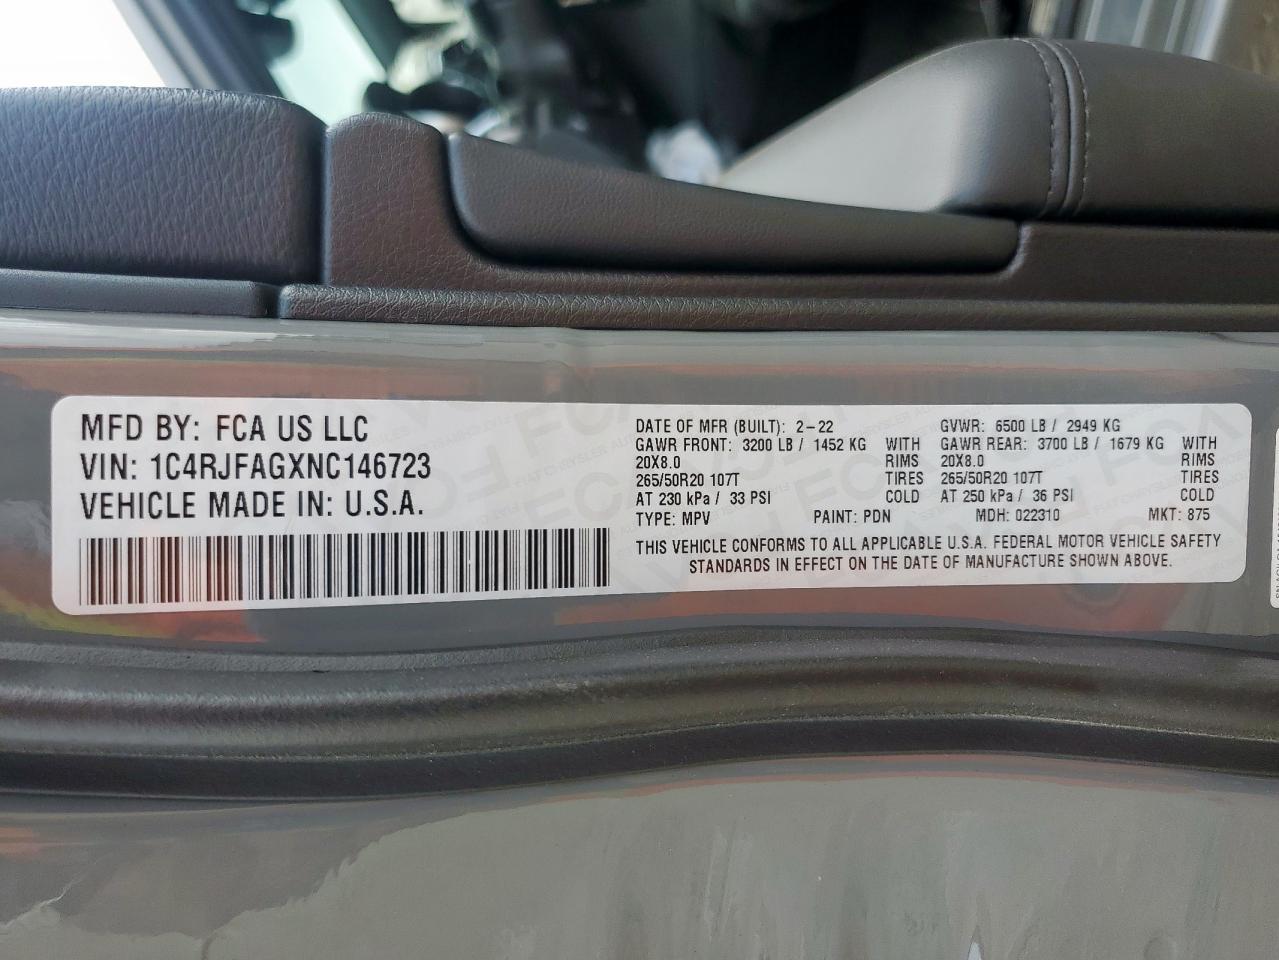 MFD BY: FCA US LLC
VIN: 1C4RJFAGXNC146723
VEHICLE MADE IN: U.S.A.
DATE OF MFR (BUILT): 2-22
GAWR FRONT: 3200 LB / 1452 KG WITH
20X8.0 RIMS
265/50R20 107T TIRES
AT 230 kPa / 33 PSI COLD
GVWR: 6500 LB / 2949 KG
GAWR REAR: 3700 LB / 1679 KG WITH
20X8.0 RIMS
265/50R20 107T TIRES
AT 250 kPa / 36 PSI COLD
TYPE: MPV PAINT: PDN MDH: 022310 MKT: 875
THIS VEHICLE CONFORMS TO ALL APPLICABLE U.S.A. FEDERAL MOTOR VEHICLE SAFETY
STANDARDS IN EFFECT ON THE DATE OF MANUFACTURE SHOWN ABOVE.